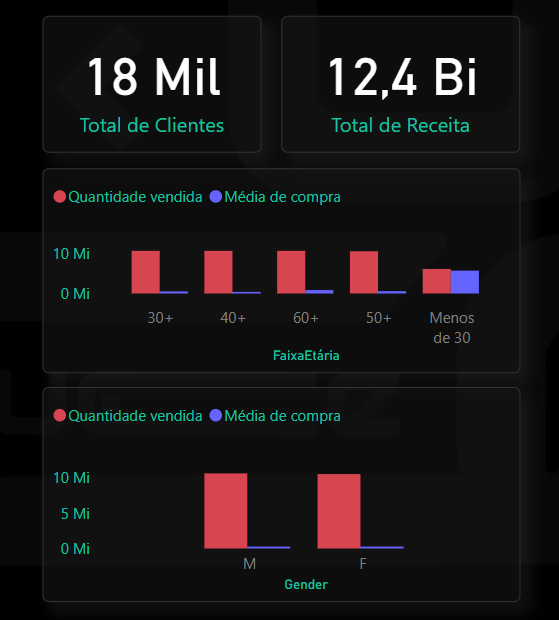 18 Mil
Total de Clientes
12,4 Bi
Total de Receita
Quantidade vendida Média de compra
10 Mi
0 Mi
30+ 40+ 60+ 50+ Menos
de 30
FaixaEtária
Quantidade vendida Média de compra
10 Mi
5 Mi
0 Mi
M F
Gender